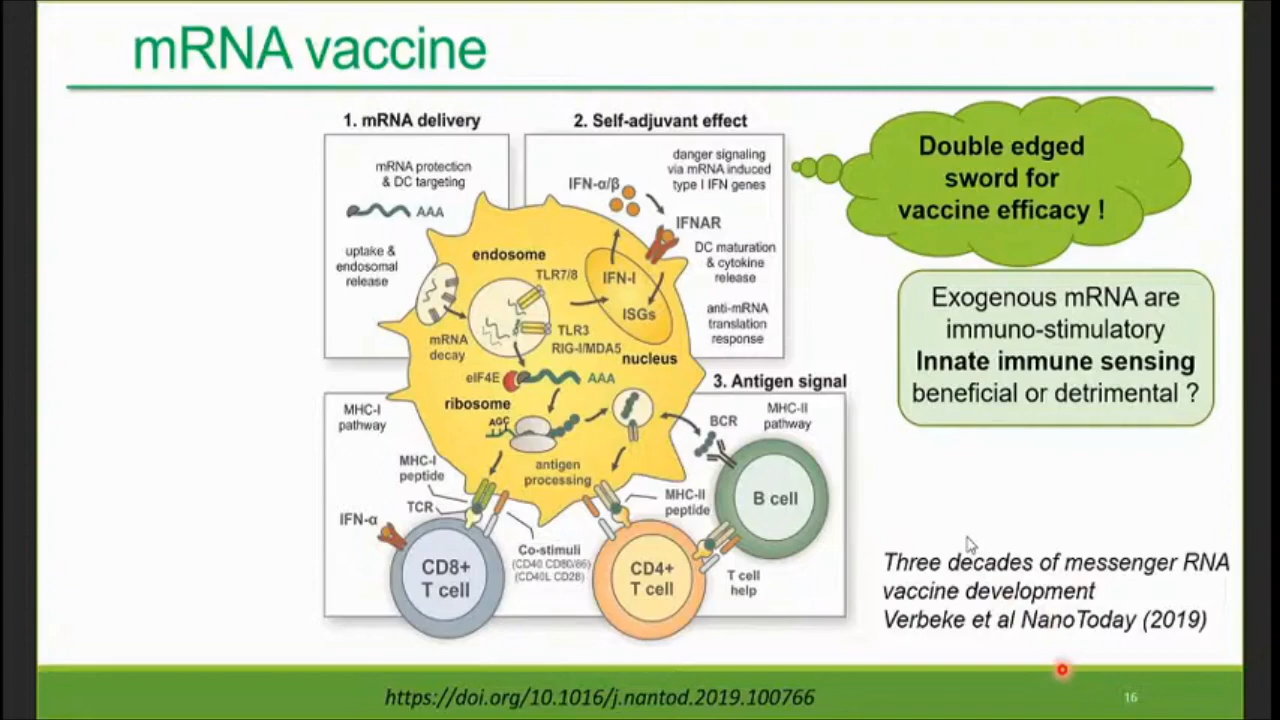 mRNA vaccine
1. mRNA delivery
mRNA protection
& DC targeting
AAA
uptake &
endosomal
release
2. Self-adjuvant effect
danger signaling
via mRNA induced
type I IFN genes
IFN-α/β
IFNAR
DC maturation
& cytokine
release
anti-mRNA
translation
response
endosome
TLR7/8
IFN-I
ISGs
TLR3
RIG-I/MDA5
nucleus
mRNA
decay
eIF4E
AAA
ribosome
AGC
antigen
processing
3. Antigen signal
MHC-I
pathway
MHC-I
peptide
TCR
IFN-α
CD8+
T cell
Co-stimuli
(CD40 CD80/86)
(CD40L CD28)
MHC-II
peptide
CD4+
T cell
BCR
MHC-II
pathway
B cell
T cell
help
Double edged
sword for
vaccine efficacy !
Exogenous mRNA are
immuno-stimulatory
Innate immune sensing
beneficial or detrimental ?
Three decades of messenger RNA
vaccine development
Verbeke et al NanoToday (2019)
https://doi.org/10.1016/j.nantod.2019.100766
16